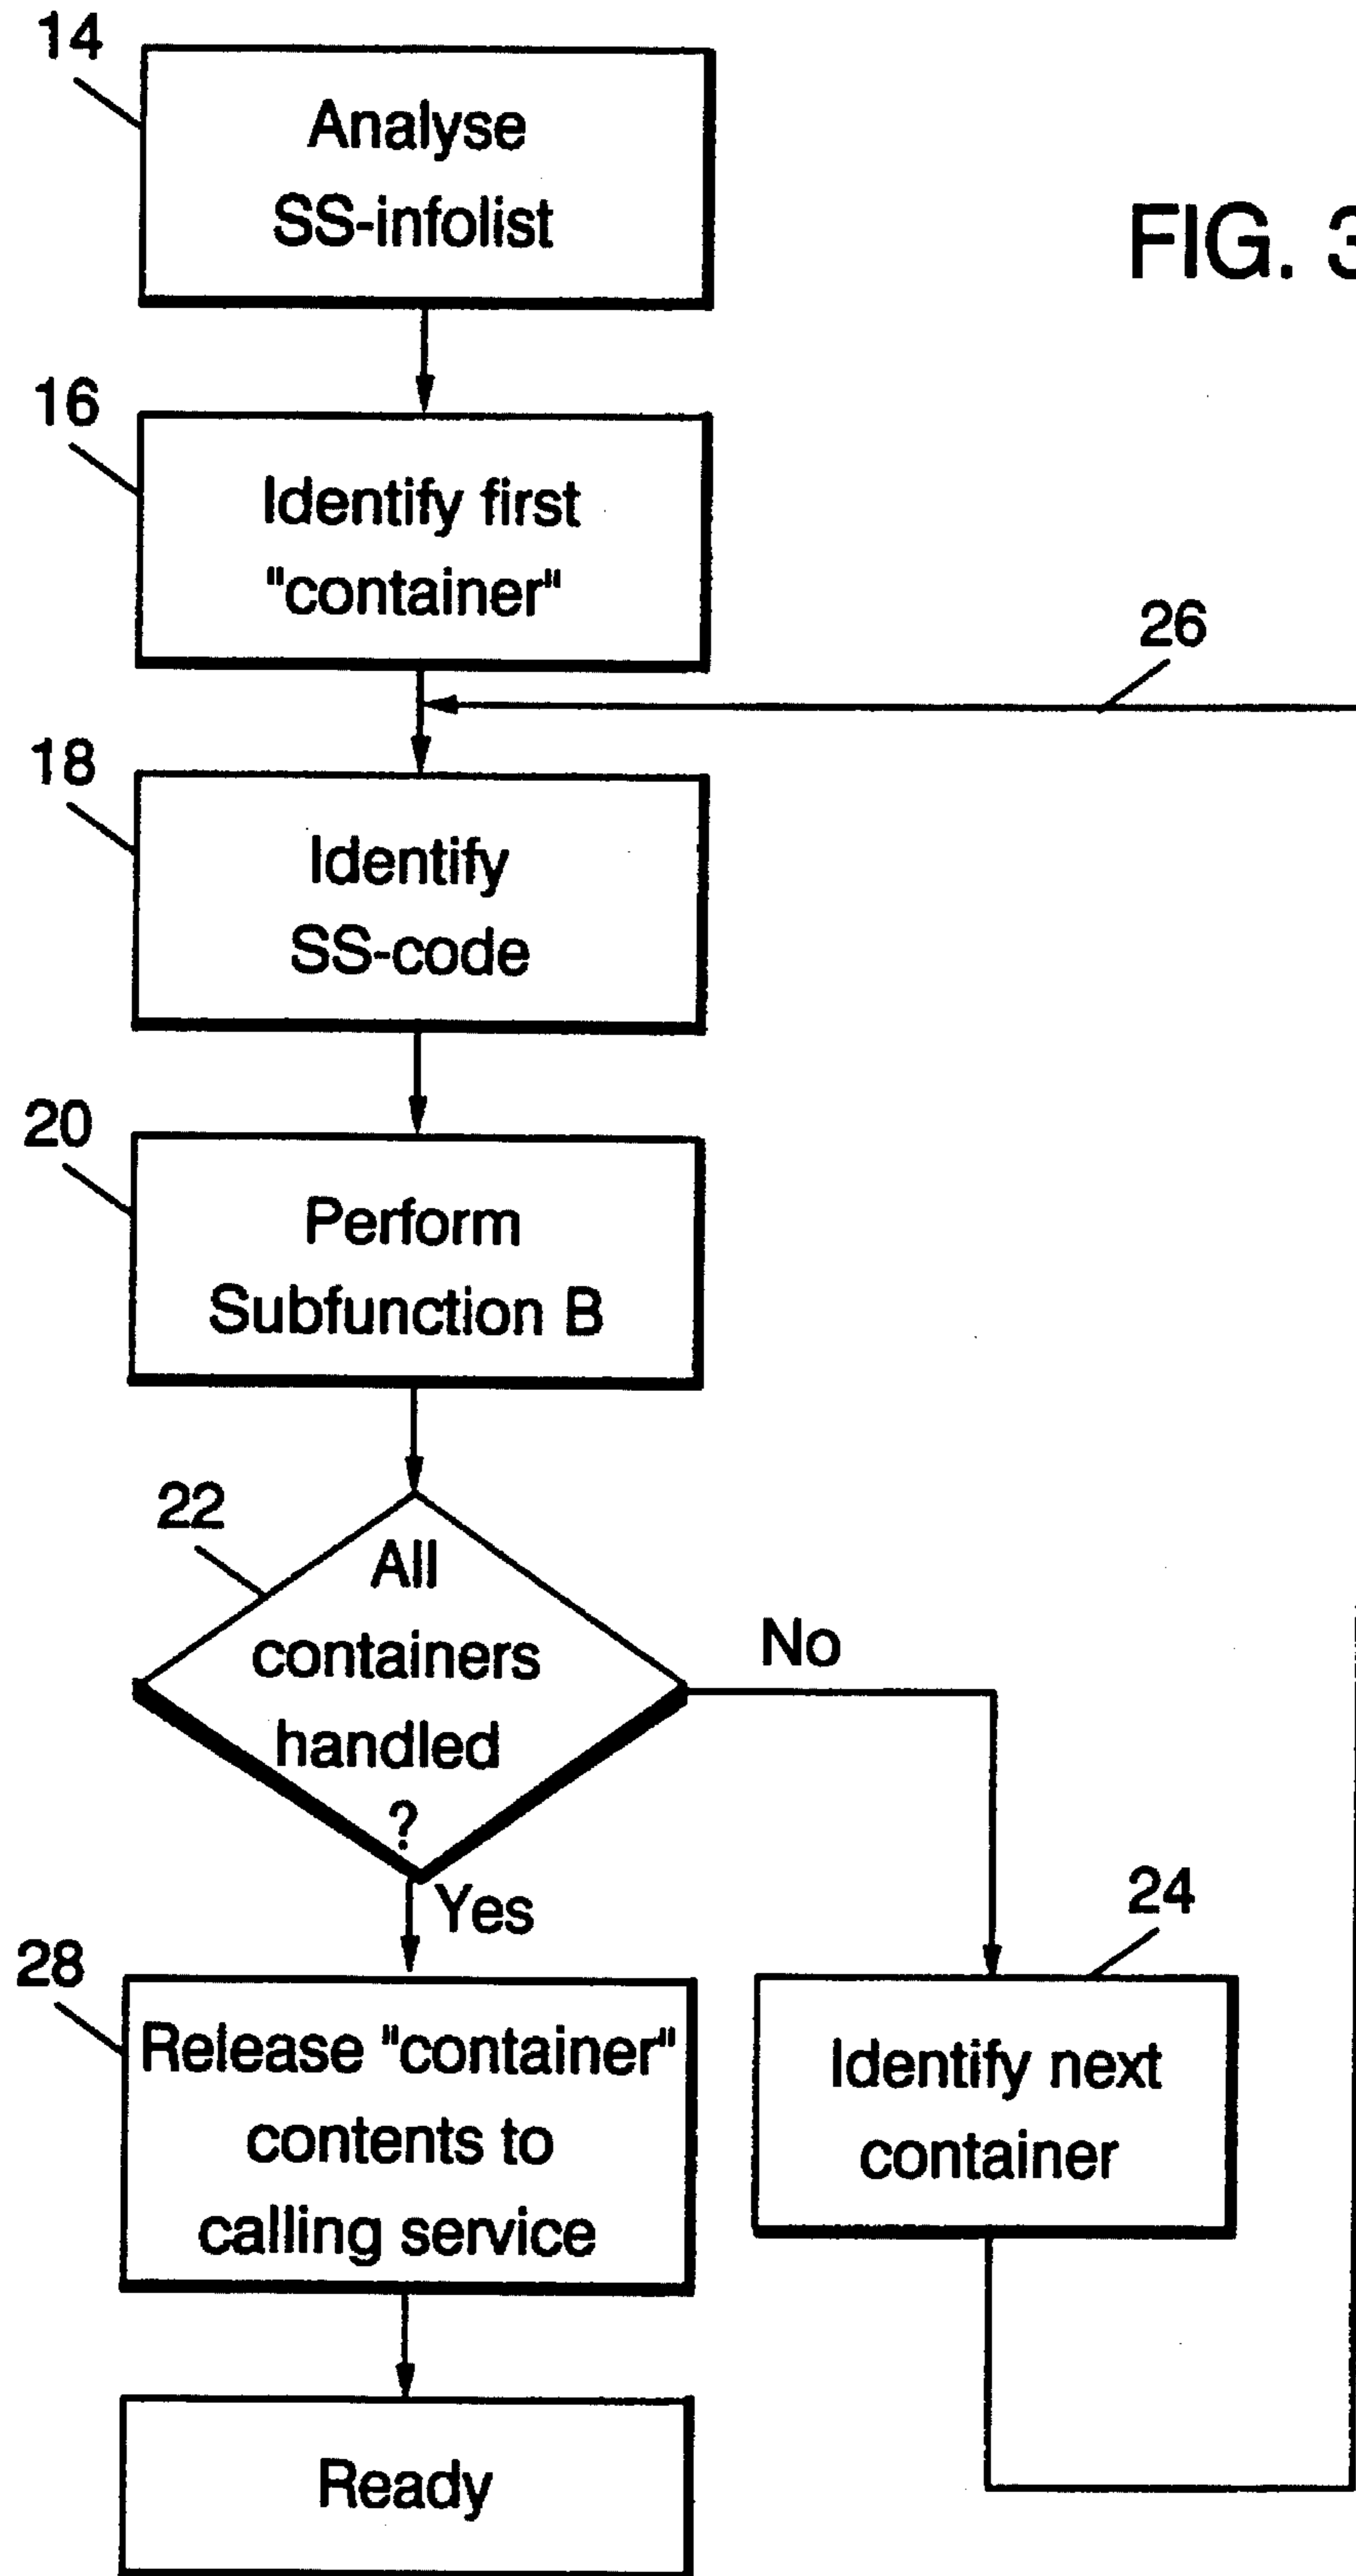 14
Analyse
SS-infolist
FIG. 3
16
Identify first
"container"
26
18
Identify
SS-code
20
Perform
Subfunction B
22
All
containers
handled
?
No
Yes
24
28
Release "container"
contents to
calling service
Identify next
container
Ready